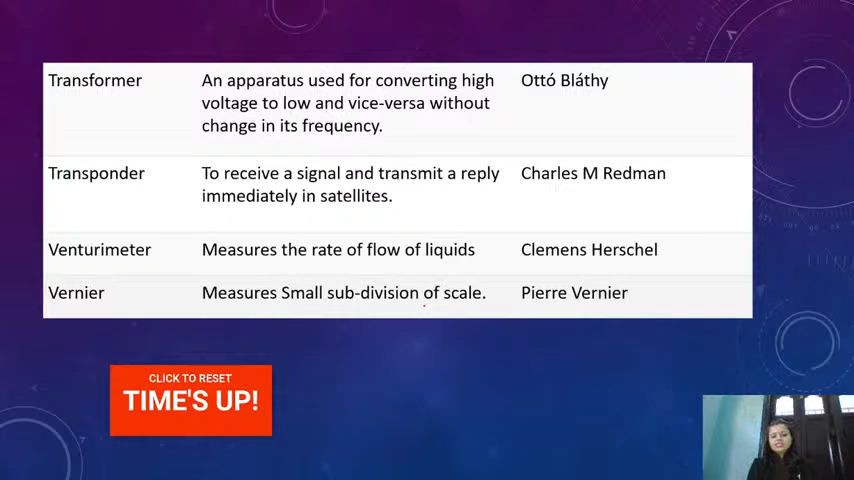 Transformer
An apparatus used for converting high
voltage to low and vice-versa without
change in its frequency.
Ottó Bláthy
Transponder
To receive a signal and transmit a reply
immediately in satellites.
Charles M Redman
Venturimeter
Measures the rate of flow of liquids
Clemens Herschel
Vernier
Measures Small sub-division of scale.
Pierre Vernier
CLICK TO RESET
TIME'S UP!